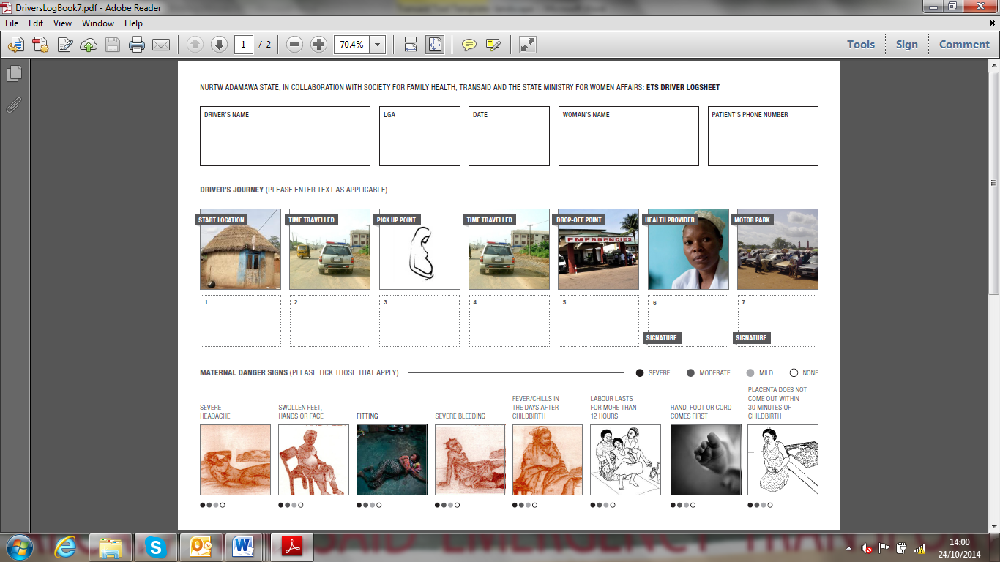 DriversLogBook7.pdf - Adobe Reader
File Edit View Window Help
1 / 2 70.4% Tools Sign Comment
NURTW ADAMAWA STATE, IN COLLABORATION WITH SOCIETY FOR FAMILY HEALTH, TRANSAID AND THE STATE MINISTRY FOR WOMEN AFFAIRS: ETS DRIVER LOGSHEET
DRIVER'S NAME LGA DATE WOMAN'S NAME PATIENT'S PHONE NUMBER
DRIVER'S JOURNEY (PLEASE ENTER TEXT AS APPLICABLE)
START LOCATION TIME TRAVELLED PICK UP POINT TIME TRAVELLED DROP-OFF POINT HEALTH PROVIDER MOTOR PARK
EMERGENCIES
1 2 3 4 5 6 7
SIGNATURE SIGNATURE
MATERNAL DANGER SIGNS (PLEASE TICK THOSE THAT APPLY) SEVERE MODERATE MILD NONE
SEVERE
HEADACHE
SWOLLEN FEET,
HANDS OR FACE
FITTING
SEVERE BLEEDING
FEVER/CHILLS IN
THE DAYS AFTER
CHILDBIRTH
LABOUR LASTS
FOR MORE THAN
12 HOURS
HAND, FOOT OR CORD
COMES FIRST
PLACENTA DOES NOT
COME OUT WITHIN
30 MINUTES OF
CHILDBIRTH
EMERGENCY
14:00
24/10/2014